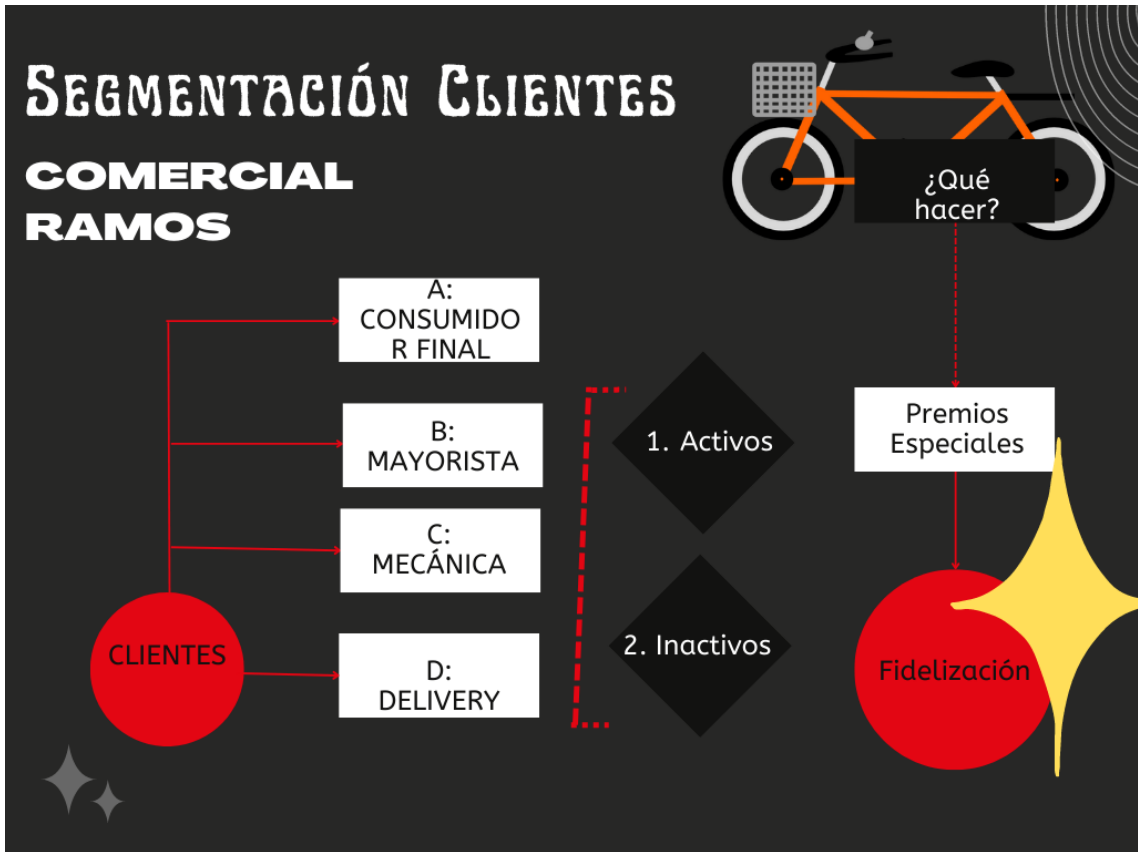 Segmentación Clientes
COMERCIAL
RAMOS
¿Qué
hacer?
A:
CONSUMIDO
R FINAL
B:
MAYORISTA
C:
MECÁNICA
D:
DELIVERY
CLIENTES
1. Activos
2. Inactivos
Premios
Especiales
Fidelización